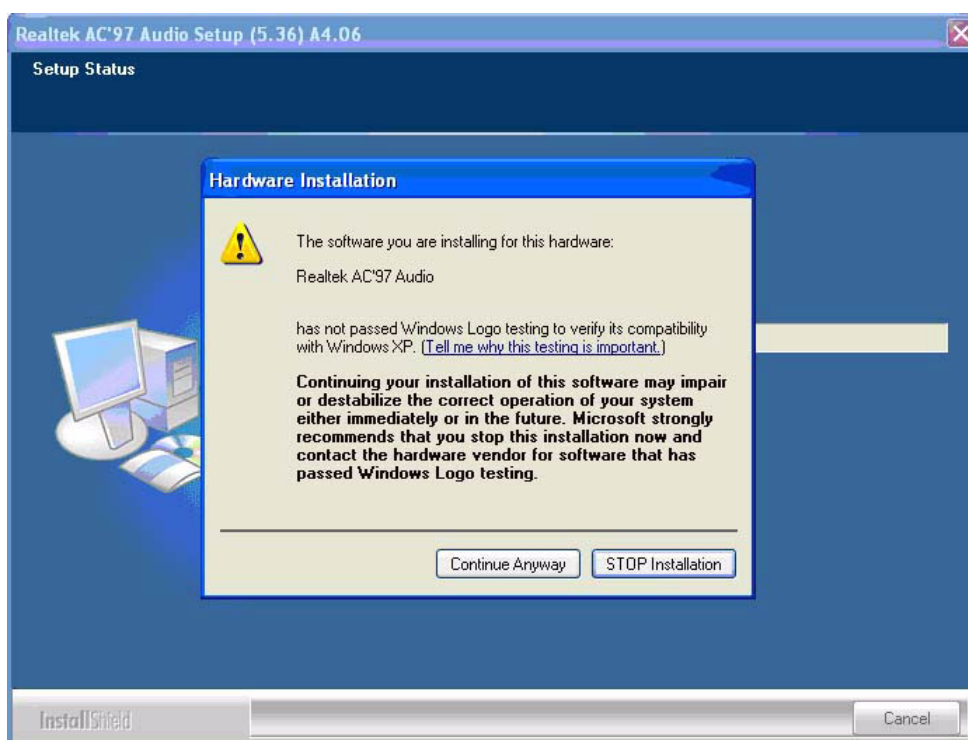 Realtek AC'97 Audio Setup (5.36) A4.06
Setup Status
Hardware Installation
The software you are installing for this hardware:
Realtek AC'97 Audio
has not passed Windows Logo testing to verify its compatibility
with Windows XP. (Tell me why this testing is important.)
Continuing your installation of this software may impair
or destabilize the correct operation of your system
either immediately or in the future. Microsoft strongly
recommends that you stop this installation now and
contact the hardware vendor for software that has
passed Windows Logo testing.
Continue Anyway
STOP Installation
InstallShield
Cancel